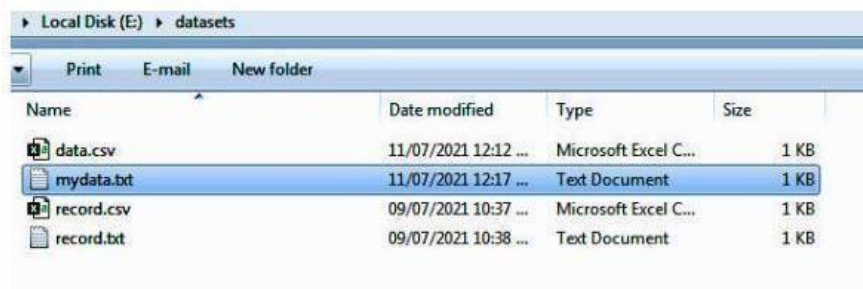 Local Disk (E:) datasets
Print E-mail New folder
Name Date modified Type Size
data.csv 11/07/2021 12:12 ... Microsoft Excel C... 1 KB
mydata.txt 11/07/2021 12:17 ... Text Document 1 KB
record.csv 09/07/2021 10:37 ... Microsoft Excel C... 1 KB
record.txt 09/07/2021 10:38 ... Text Document 1 KB